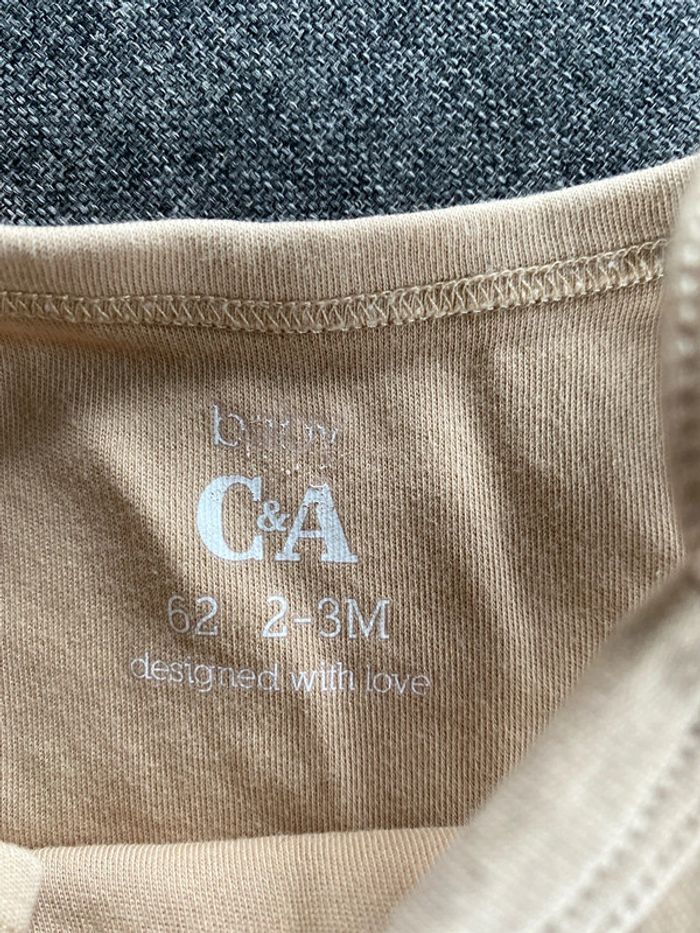 baby
C&A
62 2-3M
designed with love